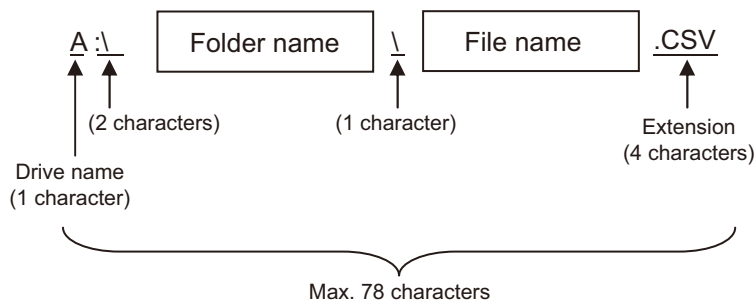 A :\ Folder name \ File name .CSV
(2 characters) (1 character) Extension
(4 characters)
Drive name
(1 character)
Max. 78 characters